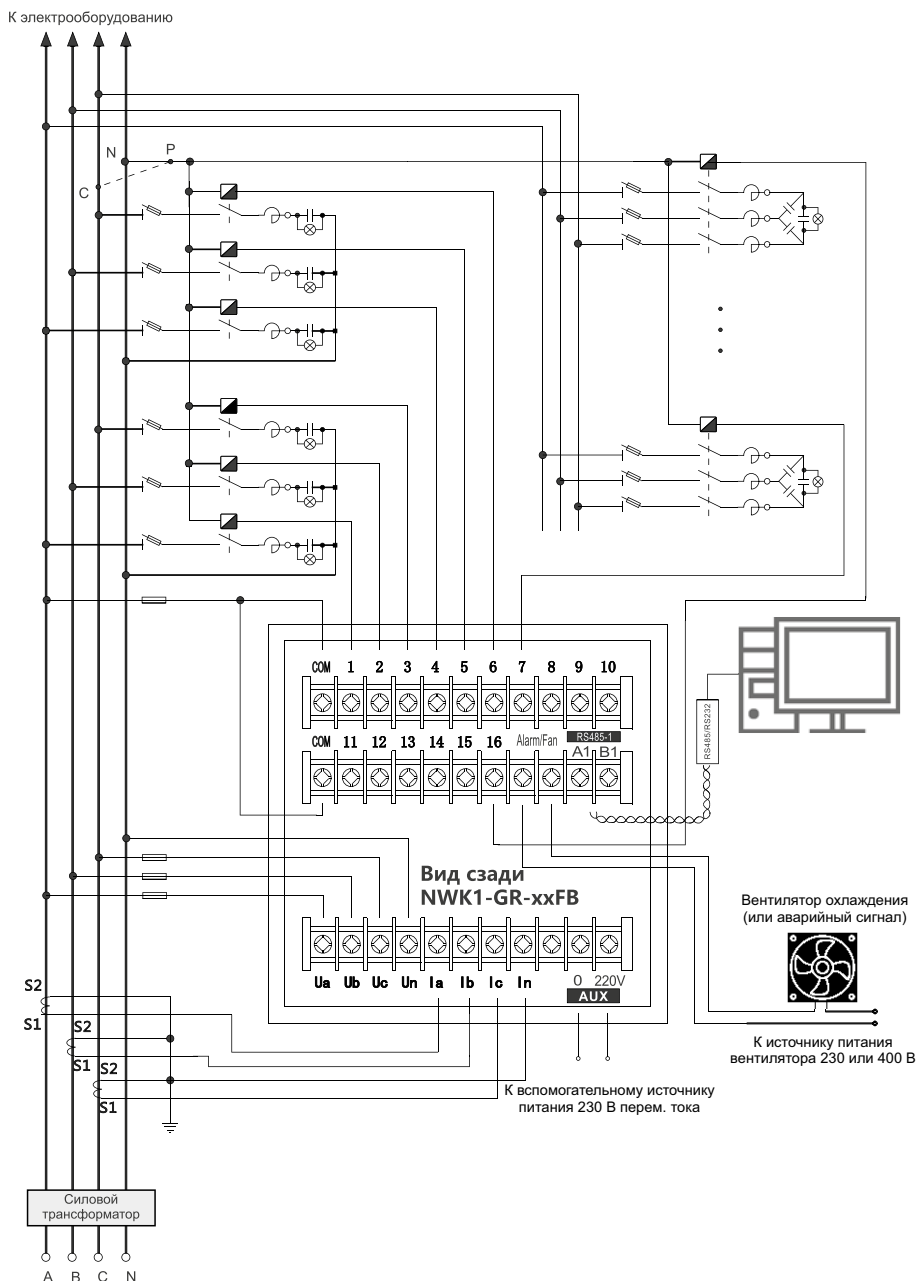 К электрооборудованию
N
P
C
COM 1 2 3 4 5 6 7 8 9 10
COM 11 12 13 14 15 16 Alarm/Fan RS485-1
A1 B1
RS485/RS232
Вид сзади
NWK1-GR-xxFB
Вентилятор охлаждения
(или аварийный сигнал)
Ua Ub Uc Un Ia Ib Ic In 0 220V
AUX
S2
S1
S2
S1
S2
S1
К источнику питания
вентилятора 230 или 400 В
К вспомогательному источнику
питания 230 В перем. тока
Силовой
трансформатор
A B C N